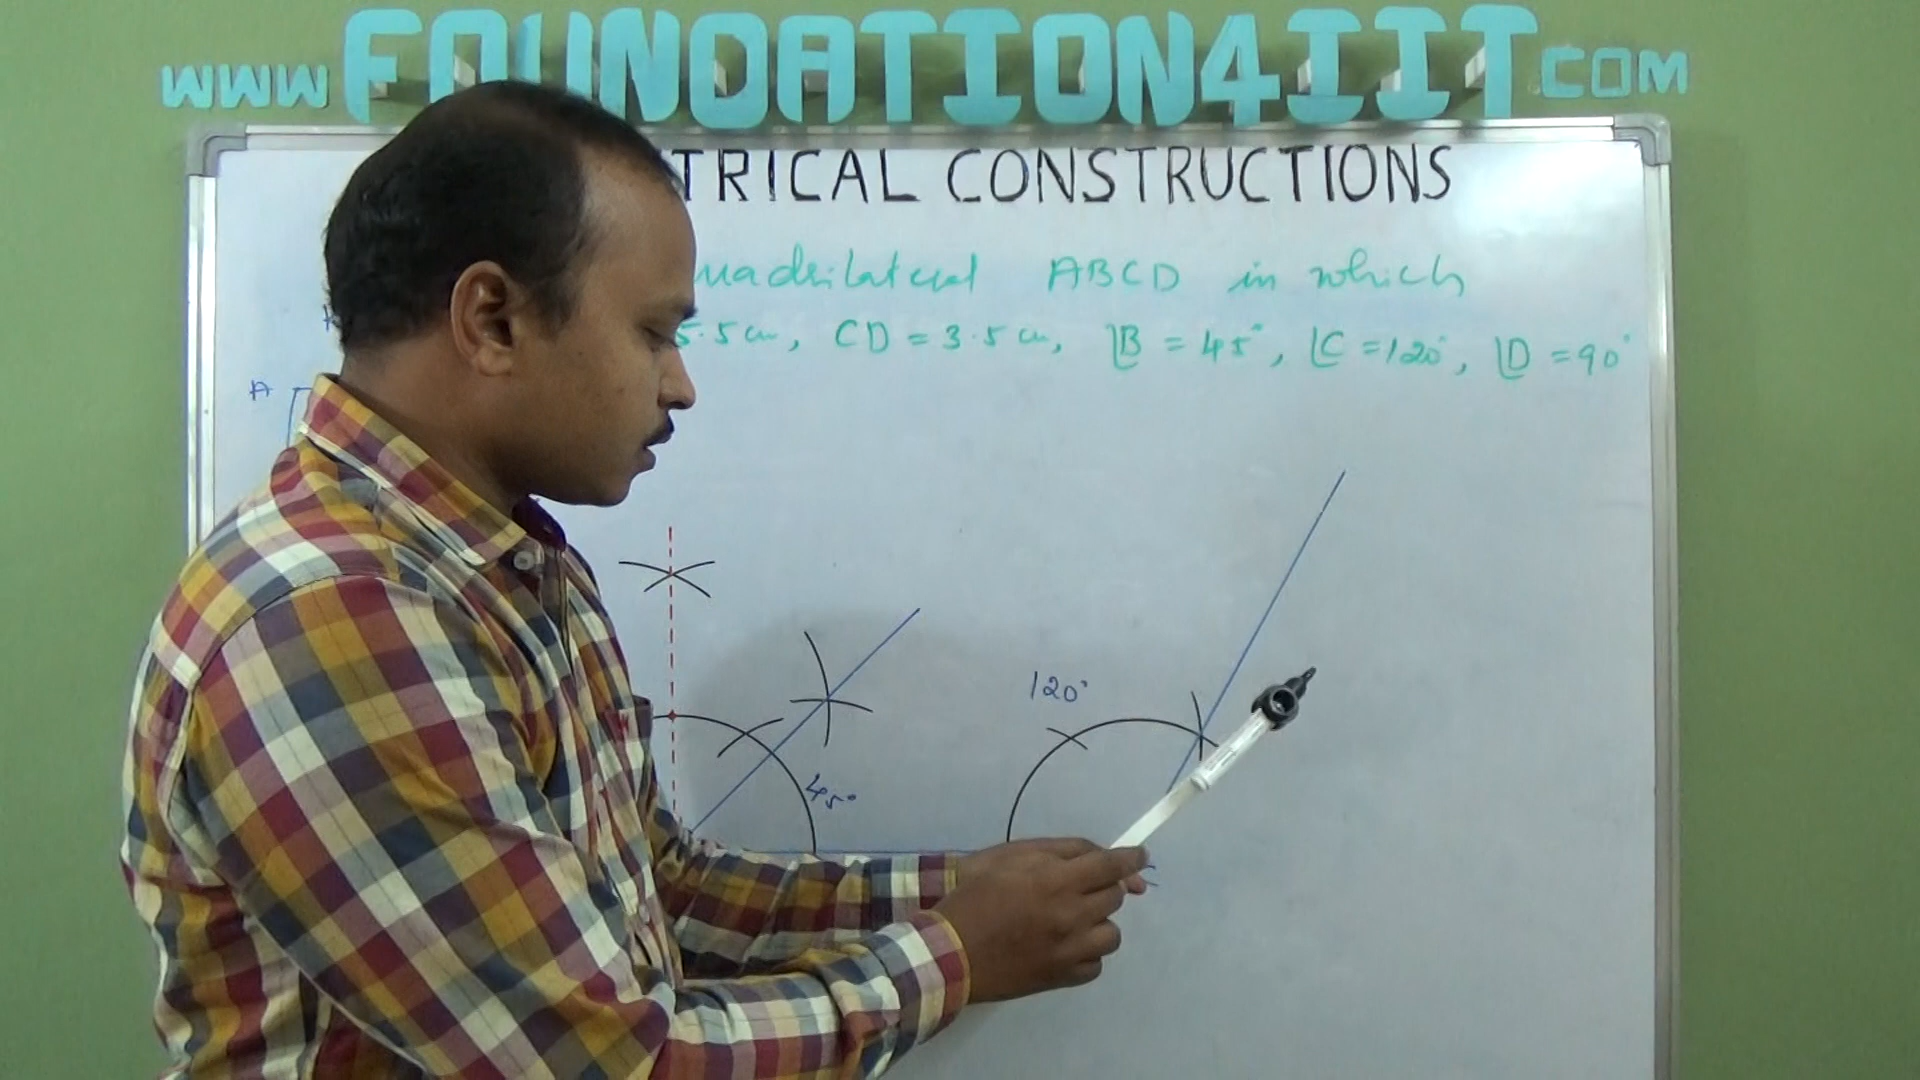 WWW FOUNDATION4IIT.COM
TRICAL CONSTRUCTIONS
uadrilateral ABCD in which
5.5 cm, CD = 3.5 cm, ∠B = 45°, ∠C = 120°, ∠D = 90°
A
120°
45°